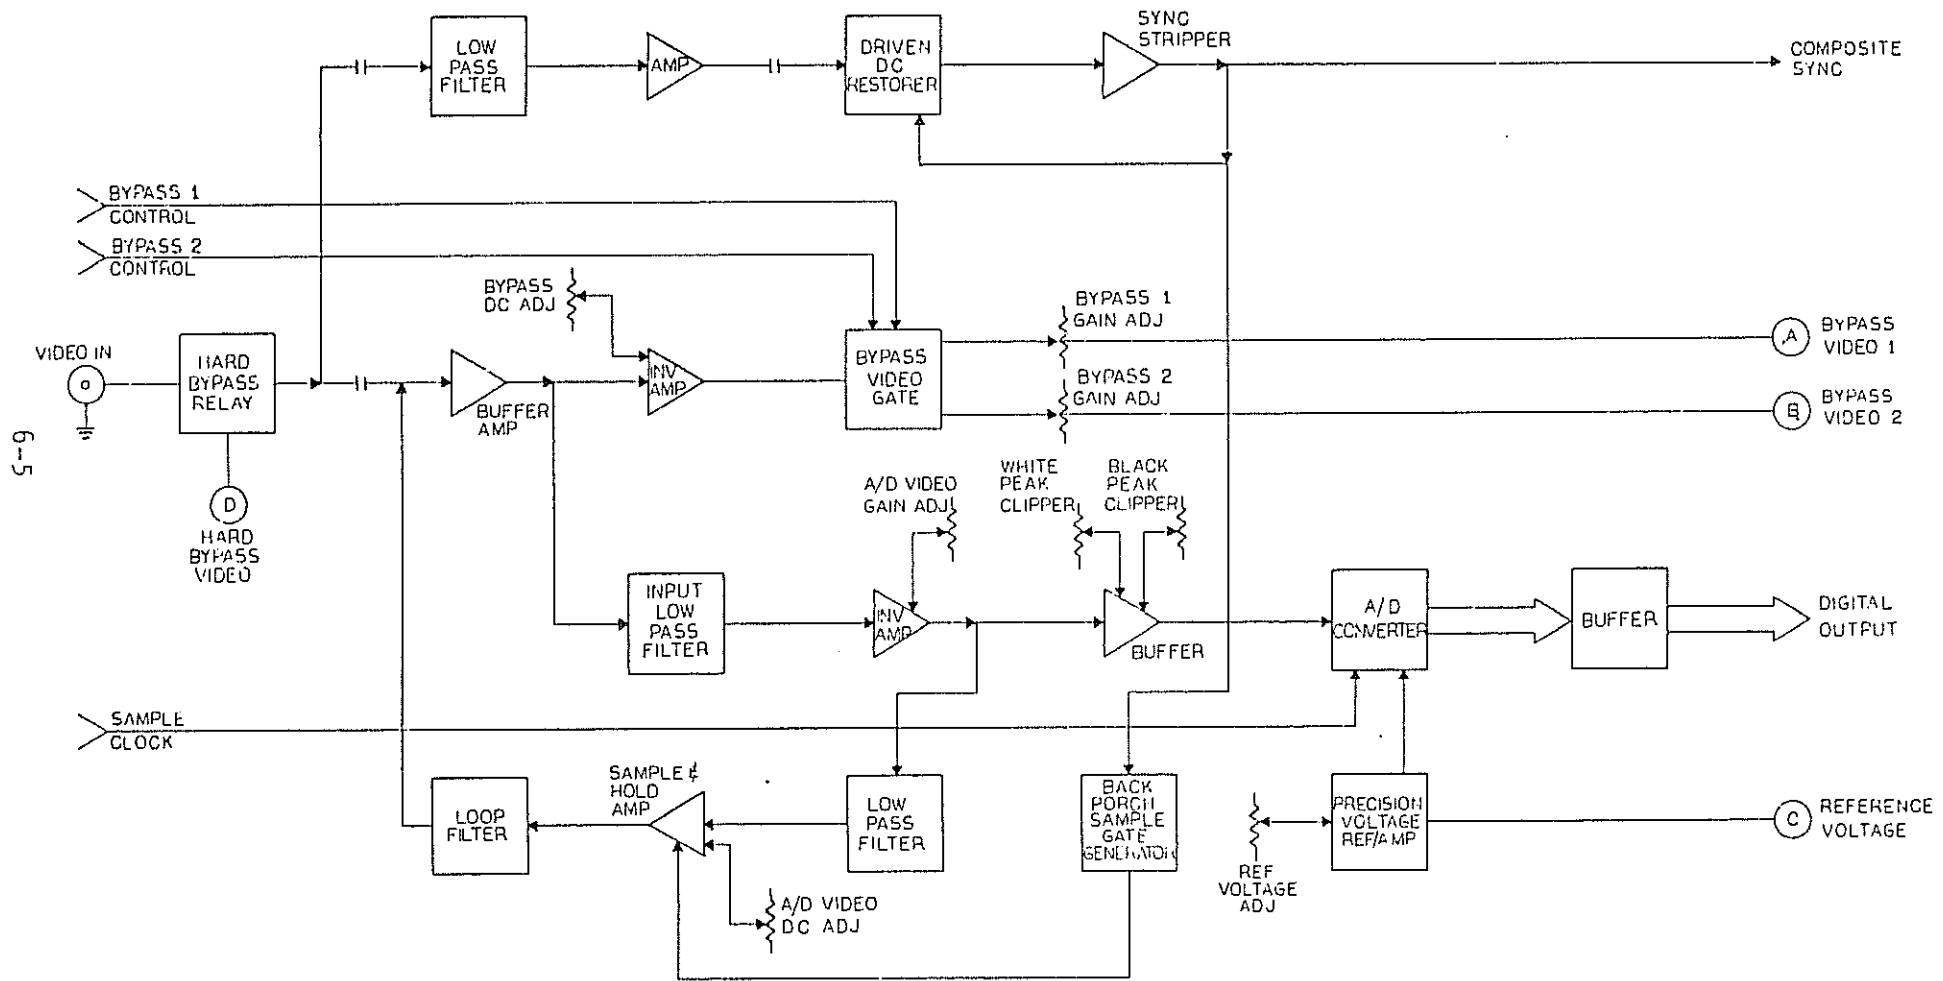 SYNC
STRIPPER
LOW
PASS
FILTER
AMP
DRIVEN
DC
RESTORER
COMPOSITE
SYNC
BYPASS 1
CONTROL
BYPASS 2
CONTROL
BYPASS
DC ADJ
BYPASS 1
GAIN ADJ
VIDEO IN
a
HARD
BYPASS
RELAY
BUFFER
AMP
INV
AMP
BYPASS
VIDEO
GATE
A
BYPASS
VIDEO 1
BYPASS 2
GAIN ADJ
B
BYPASS
VIDEO 2
6-5
D
HARD
BYPASS
VIDEO
A/D VIDEO
GAIN ADJ
WHITE
PEAK
CLIPPER
BLACK
PEAK
CLIPPER
INPUT
LOW
PASS
FILTER
INV
AMP
BUFFER
A/D
CONVERTER
BUFFER
DIGITAL
OUTPUT
SAMPLE
CLOCK
LOOP
FILTER
SAMPLE &
HOLD
AMP
LOW
PASS
FILTER
BACK
PORCH
SAMPLE
GATE
GENERATOR
PRECISION
VOLTAGE
REF/AMP
C
REFERENCE
VOLTAGE
REF
VOLTAGE
ADJ
A/D VIDEO
DC ADJ